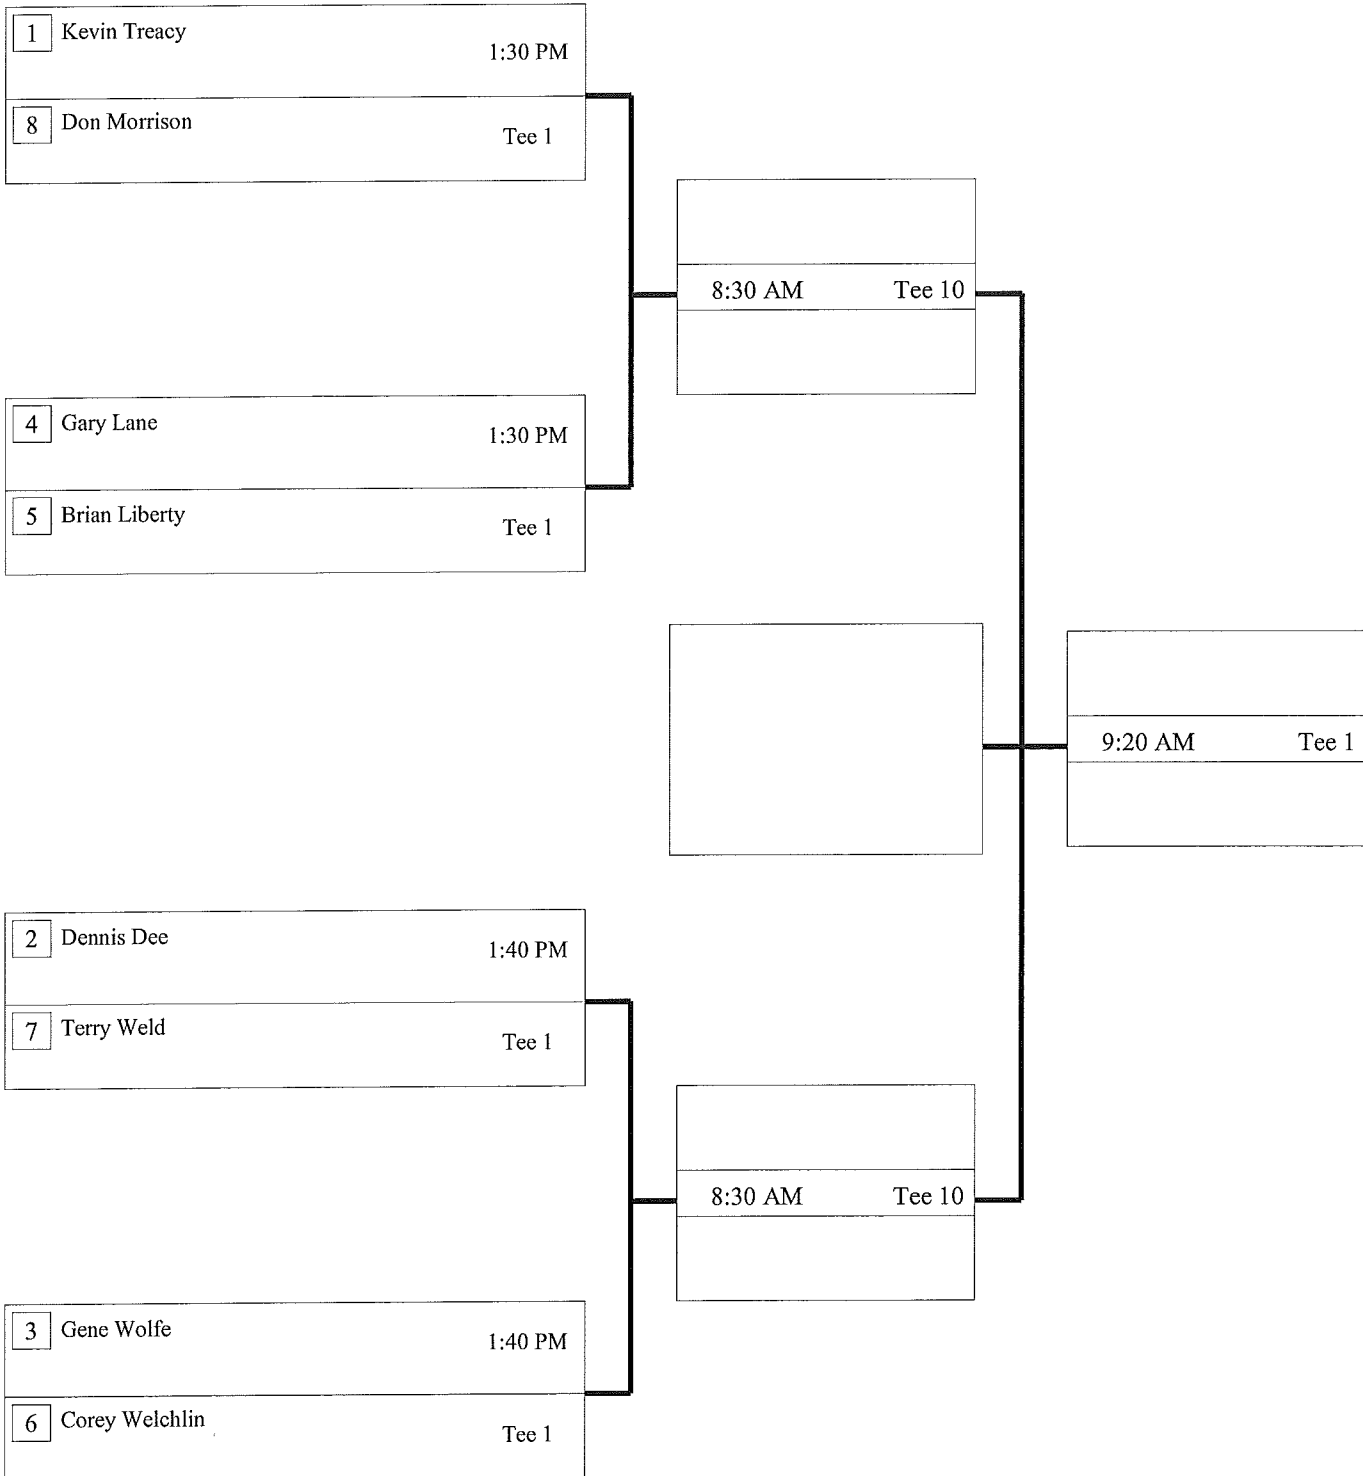 1 Kevin Treacy
1:30 PM
8 Don Morrison
Tee 1
8:30 AM Tee 10
4 Gary Lane
1:30 PM
5 Brian Liberty
Tee 1
9:20 AM Tee 1
2 Dennis Dee
1:40 PM
7 Terry Weld
Tee 1
8:30 AM Tee 10
3 Gene Wolfe
1:40 PM
6 Corey Welchlin
Tee 1